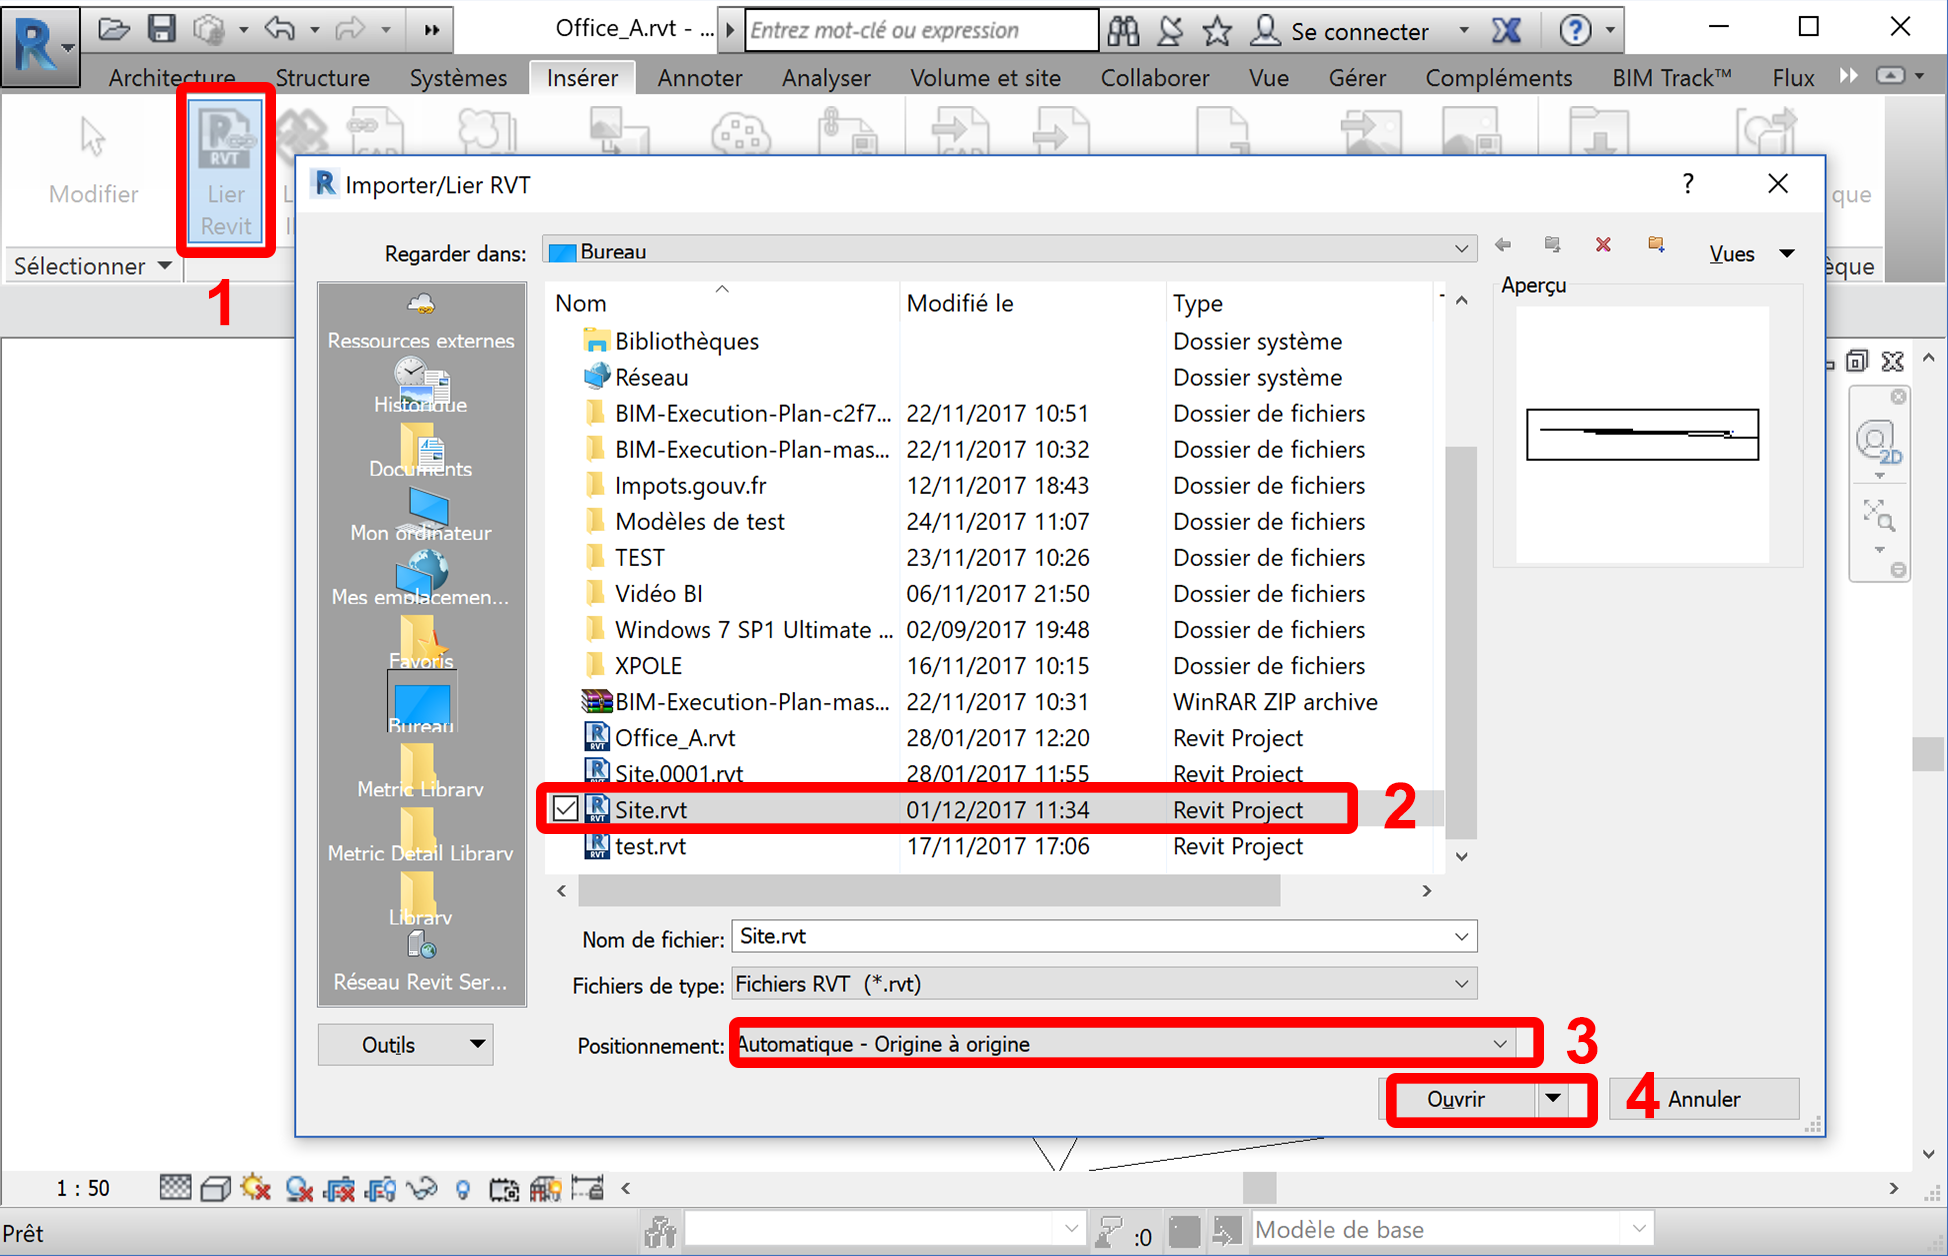 Office_A.rvt - ...
Entrez mot-clé ou expression
Se connecter
Architecture Structure Systèmes Insérer Annoter Analyser Volume et site Collaborer Vue Gérer Compléments BIM Track™ Flux
Modifier
Lier
Revit
que
Sélectionner
èque
1
Importer/Lier RVT
Regarder dans: Bureau
Vues
Nom Modifié le Type
Aperçu
Ressources externes
Historique
Documents
Mon ordinateur
Mes emplacemen...
Favoris
Bureau
Metric Library
Metric Detail Library
Library
Réseau Revit Ser...
Bibliothèques Dossier système
Réseau Dossier système
BIM-Execution-Plan-c2f7... 22/11/2017 10:51 Dossier de fichiers
BIM-Execution-Plan-mas... 22/11/2017 10:32 Dossier de fichiers
Impots.gouv.fr 12/11/2017 18:43 Dossier de fichiers
Modèles de test 24/11/2017 11:07 Dossier de fichiers
TEST 23/11/2017 10:26 Dossier de fichiers
Vidéo BI 06/11/2017 21:50 Dossier de fichiers
Windows 7 SP1 Ultimate ... 02/09/2017 19:48 Dossier de fichiers
XPOLE 16/11/2017 10:15 Dossier de fichiers
BIM-Execution-Plan-mas... 22/11/2017 10:31 WinRAR ZIP archive
Office_A.rvt 28/01/2017 12:20 Revit Project
Site.0001.rvt 28/01/2017 11:55 Revit Project
Site.rvt 01/12/2017 11:34 Revit Project 2
test.rvt 17/11/2017 17:06 Revit Project
Nom de fichier: Site.rvt
Fichiers de type: Fichiers RVT (*.rvt)
Outils
Positionnement: Automatique - Origine à origine 3
Ouvrir 4 Annuler
2D
1 : 50
Prêt
:0
Modèle de base